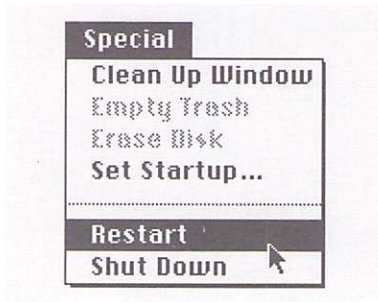 Special
Clean Up Window
Empty Trash
Erase Disk
Set Startup...
Restart
Shut Down